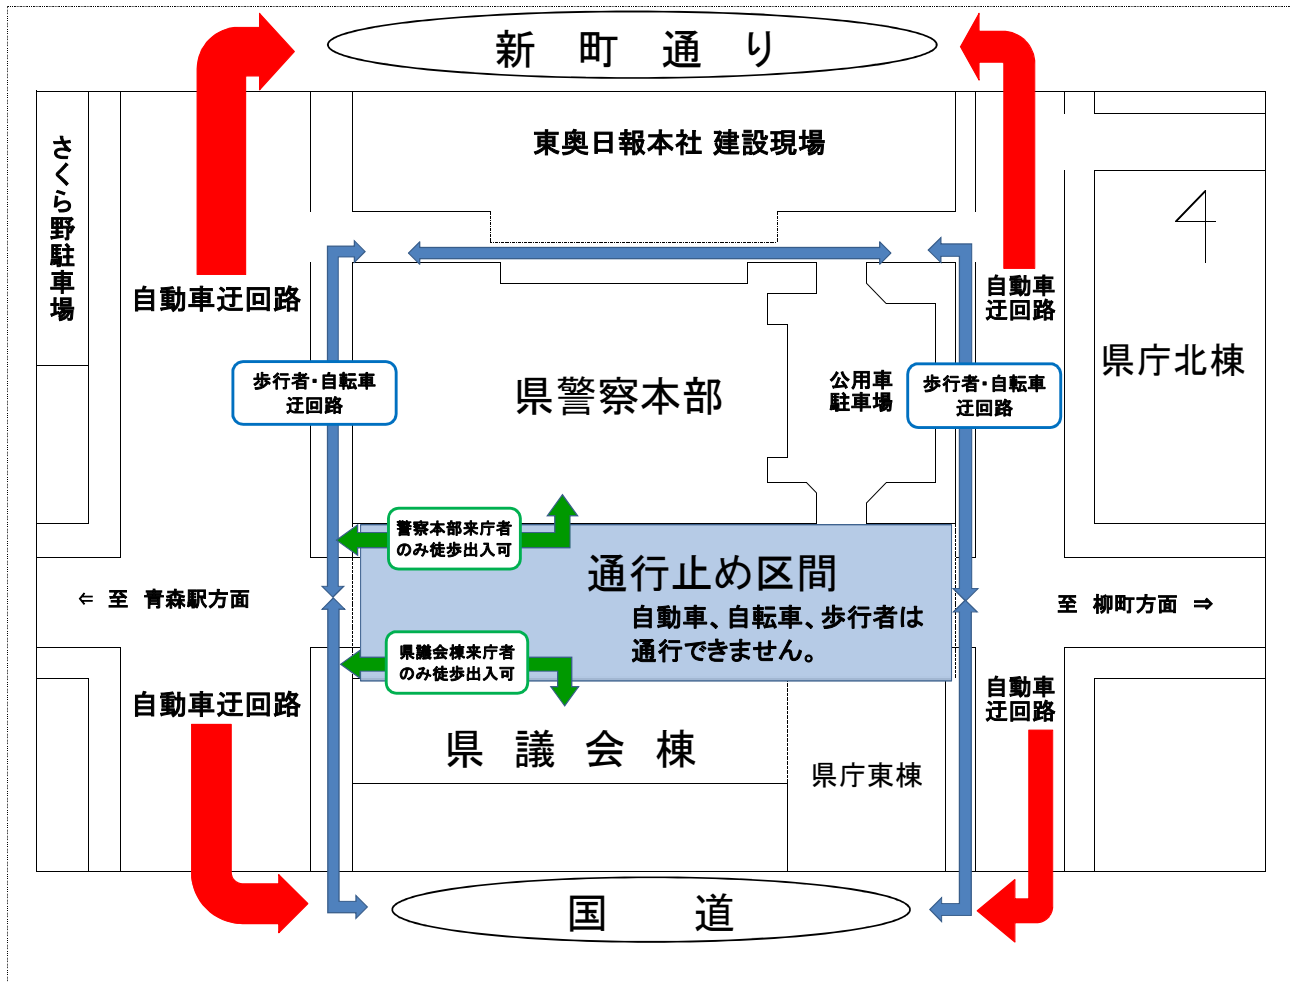 新　町　通　り
東奥日報本社 建設現場
さくら野駐車場
自動車迂回路
自動車
迂回路
県庁北棟
歩行者・自転車
迂回路
県警察本部
公用車
駐車場
歩行者・自転車
迂回路
警察本部来庁者
のみ徒歩出入可
通行止め区間
自動車、自転車、歩行者は
通行できません。
⇐ 至 青森駅方面
至 柳町方面 ⇒
県議会棟来庁者
のみ徒歩出入可
自動車迂回路
自動車
迂回路
県　議　会　棟
県庁東棟
国　　道